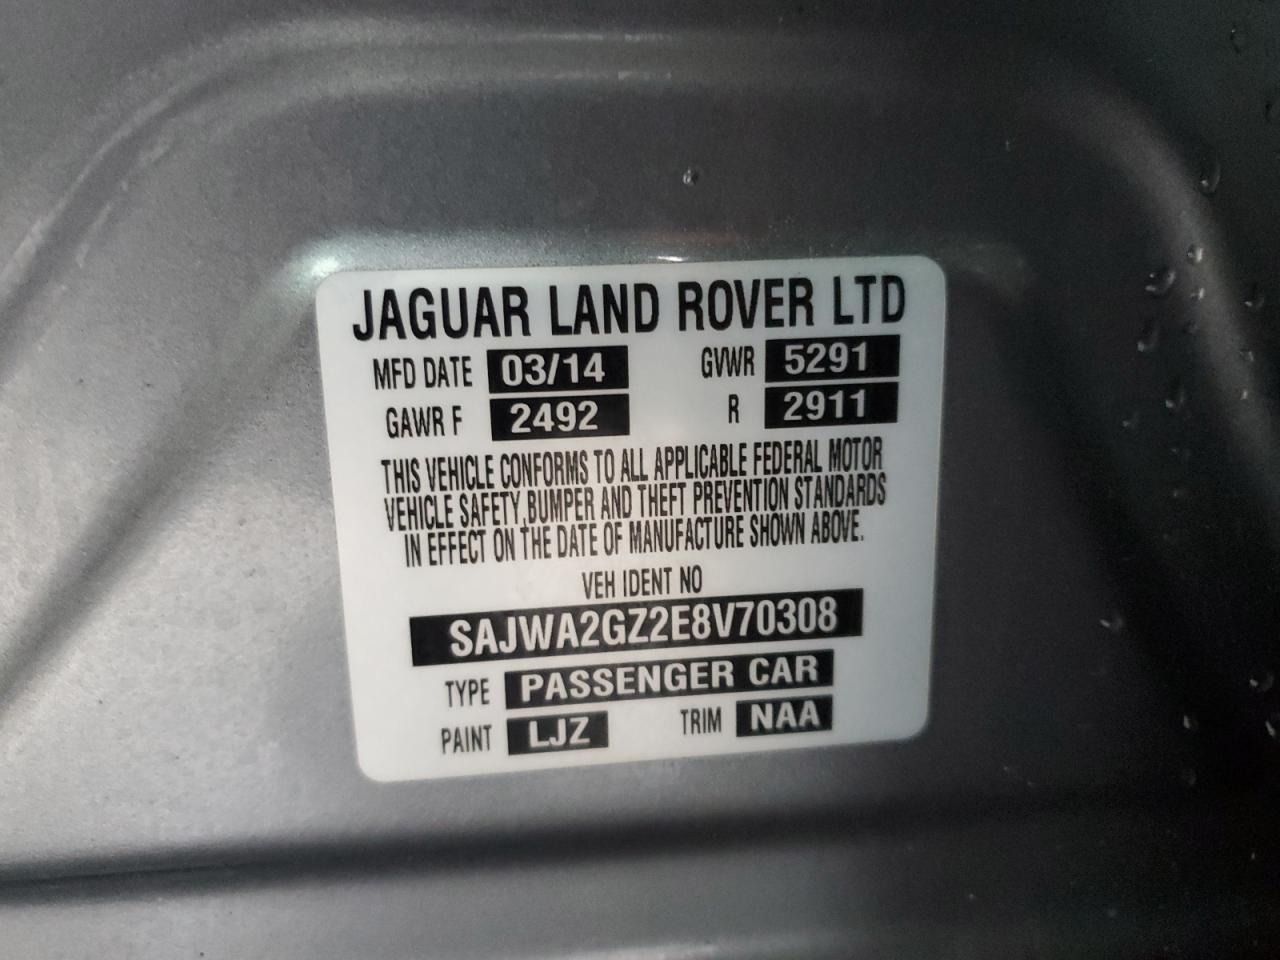 JAGUAR LAND ROVER LTD
MFD DATE 03/14 GVWR 5291
GAWR F 2492 R 2911
THIS VEHICLE CONFORMS TO ALL APPLICABLE FEDERAL MOTOR
VEHICLE SAFETY, BUMPER AND THEFT PREVENTION STANDARDS
IN EFFECT ON THE DATE OF MANUFACTURE SHOWN ABOVE.
VEH IDENT NO
SAJWA2GZ2E8V70308
TYPE PASSENGER CAR
PAINT LJZ TRIM NAA